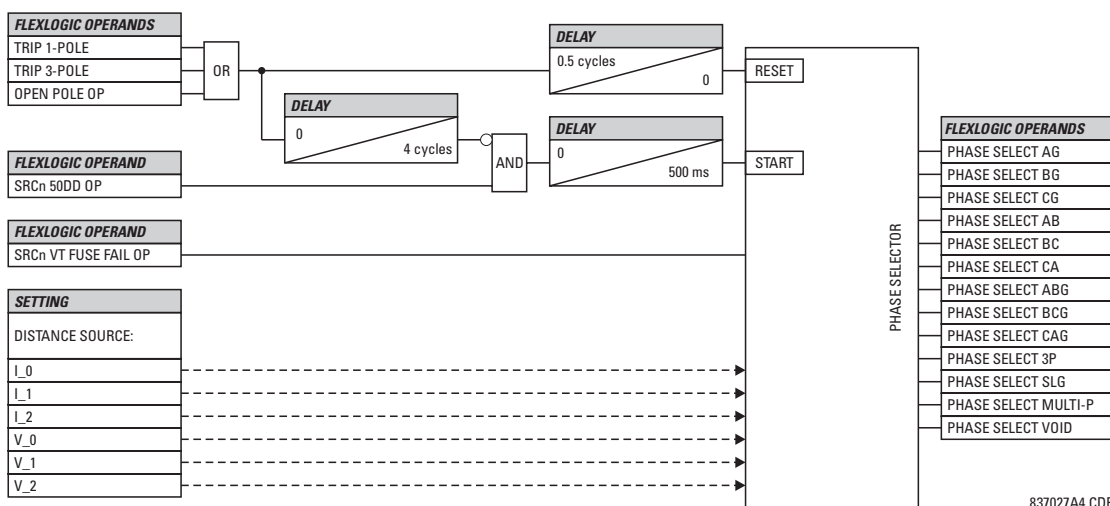 FLEXLOGIC OPERANDS
TRIP 1-POLE
TRIP 3-POLE
OPEN POLE OP
OR
DELAY
0.5 cycles
0
RESET
DELAY
0
4 cycles
AND
DELAY
0
500 ms
START
FLEXLOGIC OPERAND
SRCn 50DD OP
FLEXLOGIC OPERAND
SRCn VT FUSE FAIL OP
SETTING
DISTANCE SOURCE:
I_0
I_1
I_2
V_0
V_1
V_2
PHASE SELECTOR
FLEXLOGIC OPERANDS
PHASE SELECT AG
PHASE SELECT BG
PHASE SELECT CG
PHASE SELECT AB
PHASE SELECT BC
PHASE SELECT CA
PHASE SELECT ABG
PHASE SELECT BCG
PHASE SELECT CAG
PHASE SELECT 3P
PHASE SELECT SLG
PHASE SELECT MULTI-P
PHASE SELECT VOID